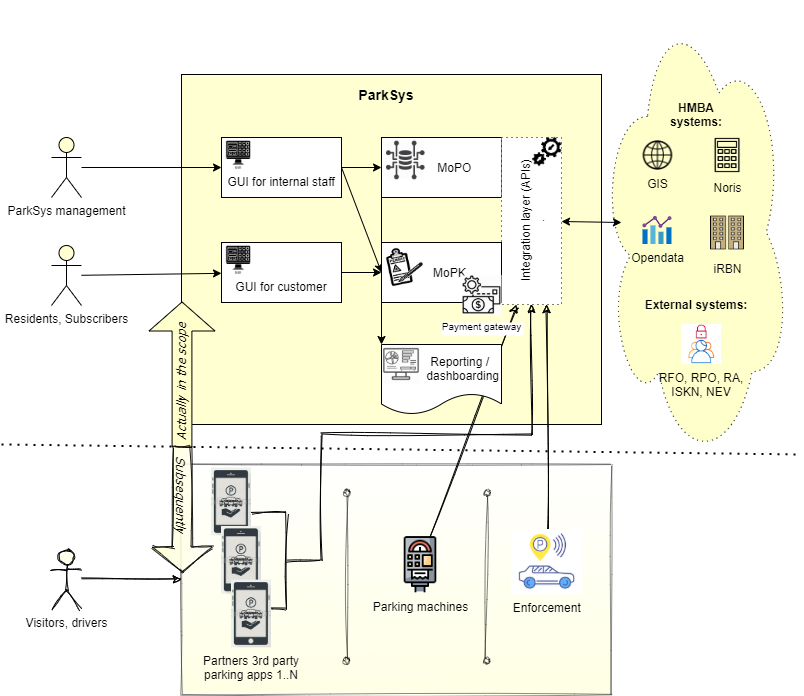 ParkSys
HMBA
systems:
GUI for internal staff
MoPO
Integration layer (APIs)
GIS
Noris
ParkSys management
Opendata
iRBN
GUI for customer
MoPK
Residents, Subscribers
External systems:
Payment gateway
Reporting /
dashboarding
RFO, RPO, RA,
ISKN, NEV
Actually in the scope
Subsequently
P
P
P
P
Visitors, drivers
Parking machines
Enforcement
Partners 3rd party
parking apps 1..N